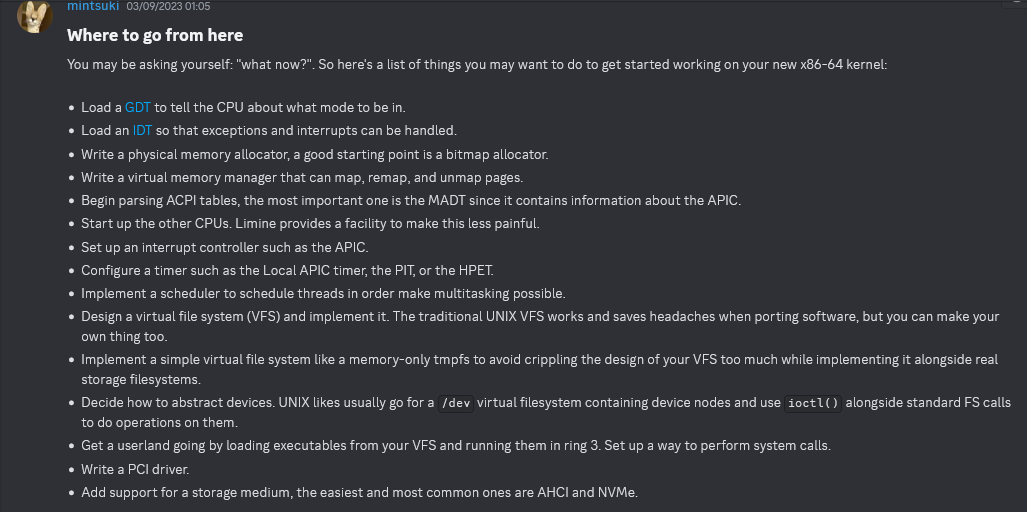 mintsuki 03/09/2023 01:05
Where to go from here
You may be asking yourself: "what now?". So here's a list of things you may want to do to get started working on your new x86-64 kernel:
• Load a GDT to tell the CPU about what mode to be in.
• Load an IDT so that exceptions and interrupts can be handled.
• Write a physical memory allocator, a good starting point is a bitmap allocator.
• Write a virtual memory manager that can map, remap, and unmap pages.
• Begin parsing ACPI tables, the most important one is the MADT since it contains information about the APIC.
• Start up the other CPUs. Limine provides a facility to make this less painful.
• Set up an interrupt controller such as the APIC.
• Configure a timer such as the Local APIC timer, the PIT, or the HPET.
• Implement a scheduler to schedule threads in order make multitasking possible.
• Design a virtual file system (VFS) and implement it. The traditional UNIX VFS works and saves headaches when porting software, but you can make your
own thing too.
• Implement a simple virtual file system like a memory-only tmpfs to avoid crippling the design of your VFS too much while implementing it alongside real
storage filesystems.
• Decide how to abstract devices. UNIX likes usually go for a /dev virtual filesystem containing device nodes and use ioctl() alongside standard FS calls
to do operations on them.
• Get a userland going by loading executables from your VFS and running them in ring 3. Set up a way to perform system calls.
• Write a PCI driver.
• Add support for a storage medium, the easiest and most common ones are AHCI and NVMe.